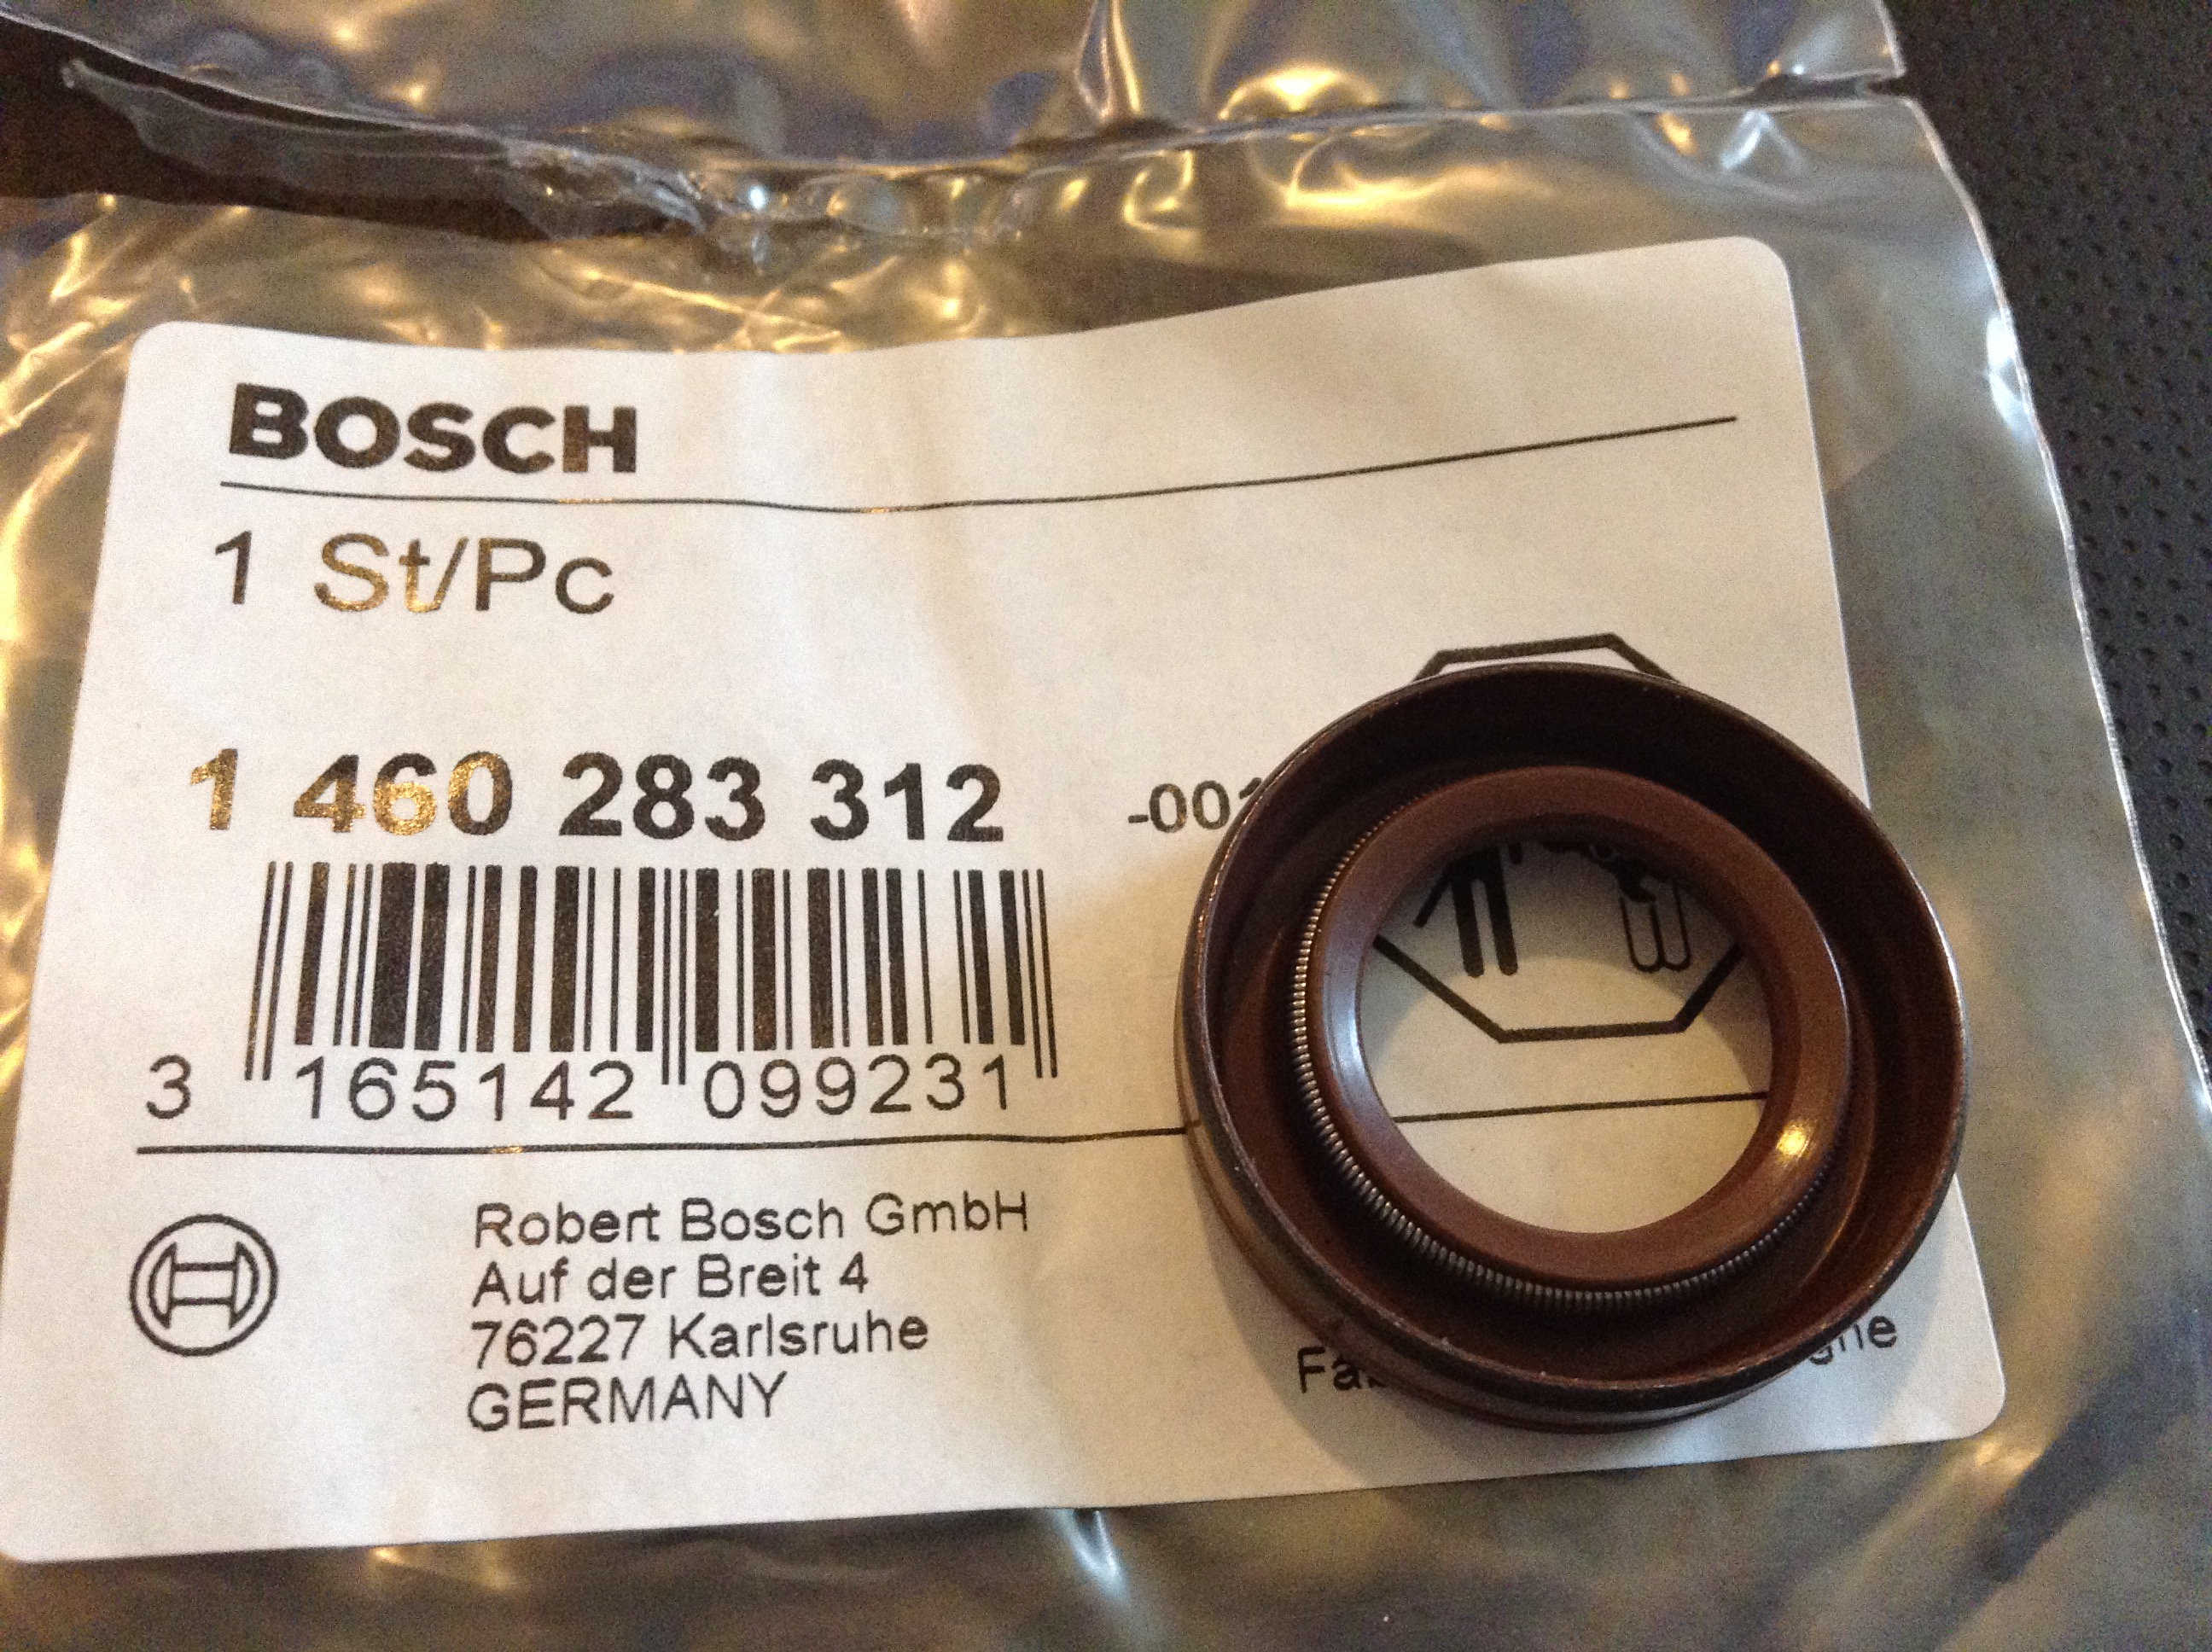 BOSCH
1 St/Pc
1 460 283 312 -001
3 165142 099231
Robert Bosch GmbH
Auf der Breit 4
76227 Karlsruhe
GERMANY